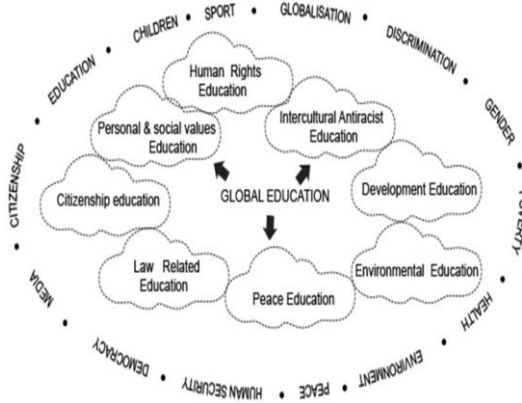 CITIZENSHIP • EDUCATION • CHILDREN • SPORT • GLOBALISATION • DISCRIMINATION • GENDER • POVERTY • HEALTH • ENVIRONMENT • PEACE • HUMAN SECURITY • DEMOCRACY • MEDIA •
Human Rights
Education
Personal & social values
Education
Intercultural Antiracist
Education
Citizenship education
GLOBAL EDUCATION
Development Education
Law Related
Education
Peace Education
Environmental Education